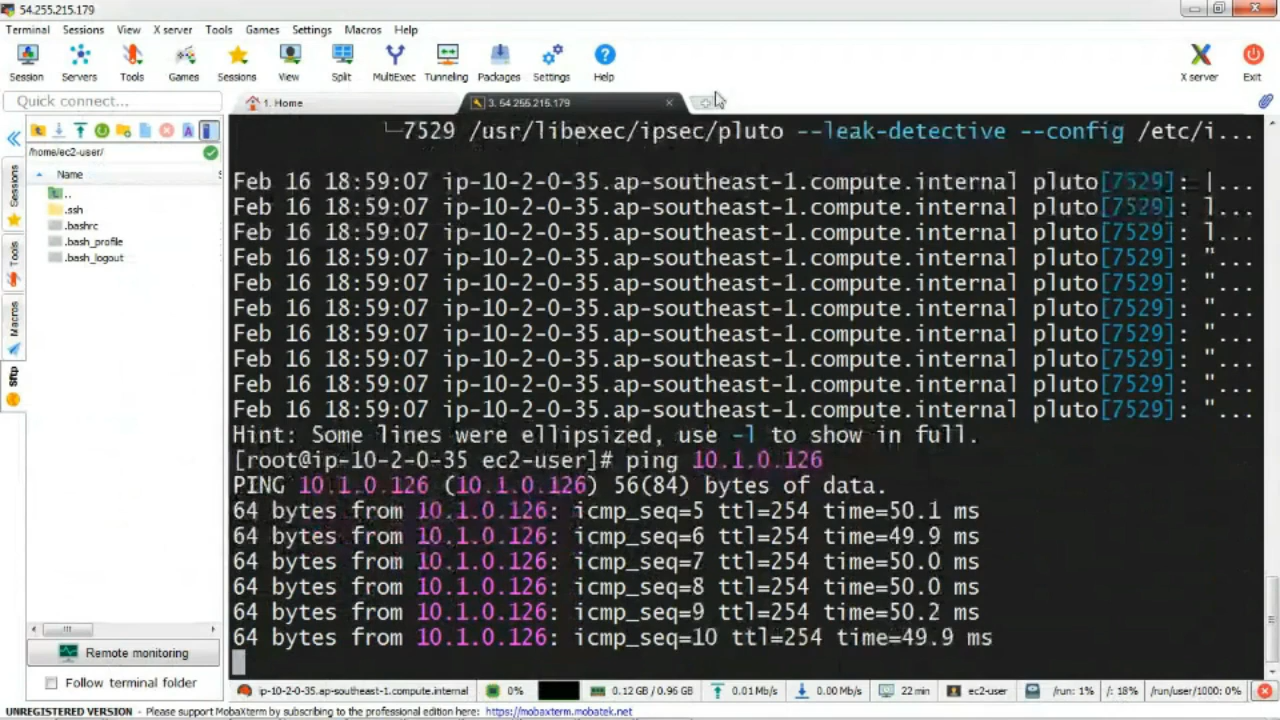 54.255.215.179
Terminal Sessions View X server Tools Games Settings Macros Help
Session Servers Tools Games Sessions View Split MultiExec Tunneling Packages Settings Help X server Exit
Quick connect...
1. Home
3. 54.255.215.179
/home/ec2-user/
Name
..
.ssh
.bashrc
.bash_profile
.bash_logout
Sessions
Tools
Macros
Sftp
└─7529 /usr/libexec/ipsec/pluto --leak-detective --config /etc/i...
Feb 16 18:59:07 ip-10-2-0-35.ap-southeast-1.compute.internal pluto[7529]: |...
Feb 16 18:59:07 ip-10-2-0-35.ap-southeast-1.compute.internal pluto[7529]: l...
Feb 16 18:59:07 ip-10-2-0-35.ap-southeast-1.compute.internal pluto[7529]: l...
Feb 16 18:59:07 ip-10-2-0-35.ap-southeast-1.compute.internal pluto[7529]: "...
Feb 16 18:59:07 ip-10-2-0-35.ap-southeast-1.compute.internal pluto[7529]: "...
Feb 16 18:59:07 ip-10-2-0-35.ap-southeast-1.compute.internal pluto[7529]: "...
Feb 16 18:59:07 ip-10-2-0-35.ap-southeast-1.compute.internal pluto[7529]: "...
Feb 16 18:59:07 ip-10-2-0-35.ap-southeast-1.compute.internal pluto[7529]: "...
Feb 16 18:59:07 ip-10-2-0-35.ap-southeast-1.compute.internal pluto[7529]: "...
Feb 16 18:59:07 ip-10-2-0-35.ap-southeast-1.compute.internal pluto[7529]: "...
Hint: Some lines were ellipsized, use -l to show in full.
[root@ip-10-2-0-35 ec2-user]# ping 10.1.0.126
PING 10.1.0.126 (10.1.0.126) 56(84) bytes of data.
64 bytes from 10.1.0.126: icmp_seq=5 ttl=254 time=50.1 ms
64 bytes from 10.1.0.126: icmp_seq=6 ttl=254 time=49.9 ms
64 bytes from 10.1.0.126: icmp_seq=7 ttl=254 time=50.0 ms
64 bytes from 10.1.0.126: icmp_seq=8 ttl=254 time=50.0 ms
64 bytes from 10.1.0.126: icmp_seq=9 ttl=254 time=50.2 ms
64 bytes from 10.1.0.126: icmp_seq=10 ttl=254 time=49.9 ms
Remote monitoring
Follow terminal folder
ip-10-2-0-35.ap-southeast-1.compute.internal 0% 0.12 GB / 0.96 GB 0.01 Mb/s 0.00 Mb/s 22 min ec2-user /run: 1% /: 18% /run/user/1000: 0%
UNREGISTERED VERSION - Please support MobaXterm by subscribing to the professional edition here: https://mobaxterm.mobatek.net